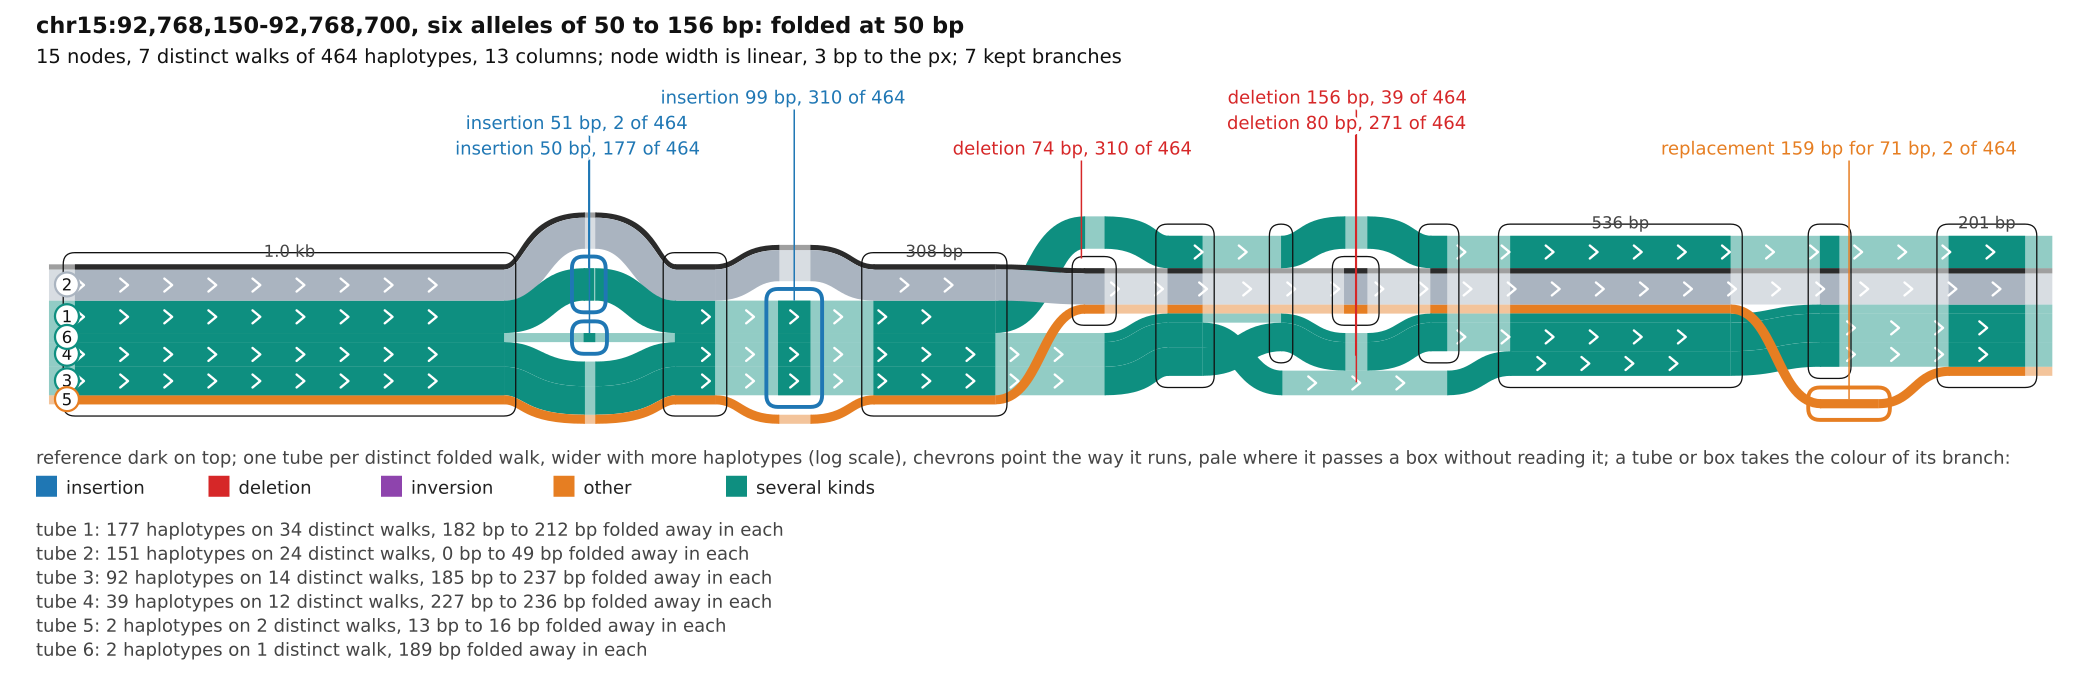 chr15:92,768,150-92,768,700, six alleles of 50 to 156 bp: folded at 50 bp
15 nodes, 7 distinct walks of 464 haplotypes, 13 columns; node width is linear, 3 bp to the px; 7 kept branches
insertion 99 bp, 310 of 464
deletion 156 bp, 39 of 464
insertion 51 bp, 2 of 464
deletion 80 bp, 271 of 464
insertion 50 bp, 177 of 464
deletion 74 bp, 310 of 464
replacement 159 bp for 71 bp, 2 of 464
536 bp
201 bp
1.0 kb
308 bp
2
1
6
4
3
5
reference dark on top; one tube per distinct folded walk, wider with more haplotypes (log scale), chevrons point the way it runs, pale where it passes a box without reading it; a tube or box takes the colour of its branch:
insertion
deletion
inversion
other
several kinds
tube 1: 177 haplotypes on 34 distinct walks, 182 bp to 212 bp folded away in each
tube 2: 151 haplotypes on 24 distinct walks, 0 bp to 49 bp folded away in each
tube 3: 92 haplotypes on 14 distinct walks, 185 bp to 237 bp folded away in each
tube 4: 39 haplotypes on 12 distinct walks, 227 bp to 236 bp folded away in each
tube 5: 2 haplotypes on 2 distinct walks, 13 bp to 16 bp folded away in each
tube 6: 2 haplotypes on 1 distinct walk, 189 bp folded away in each